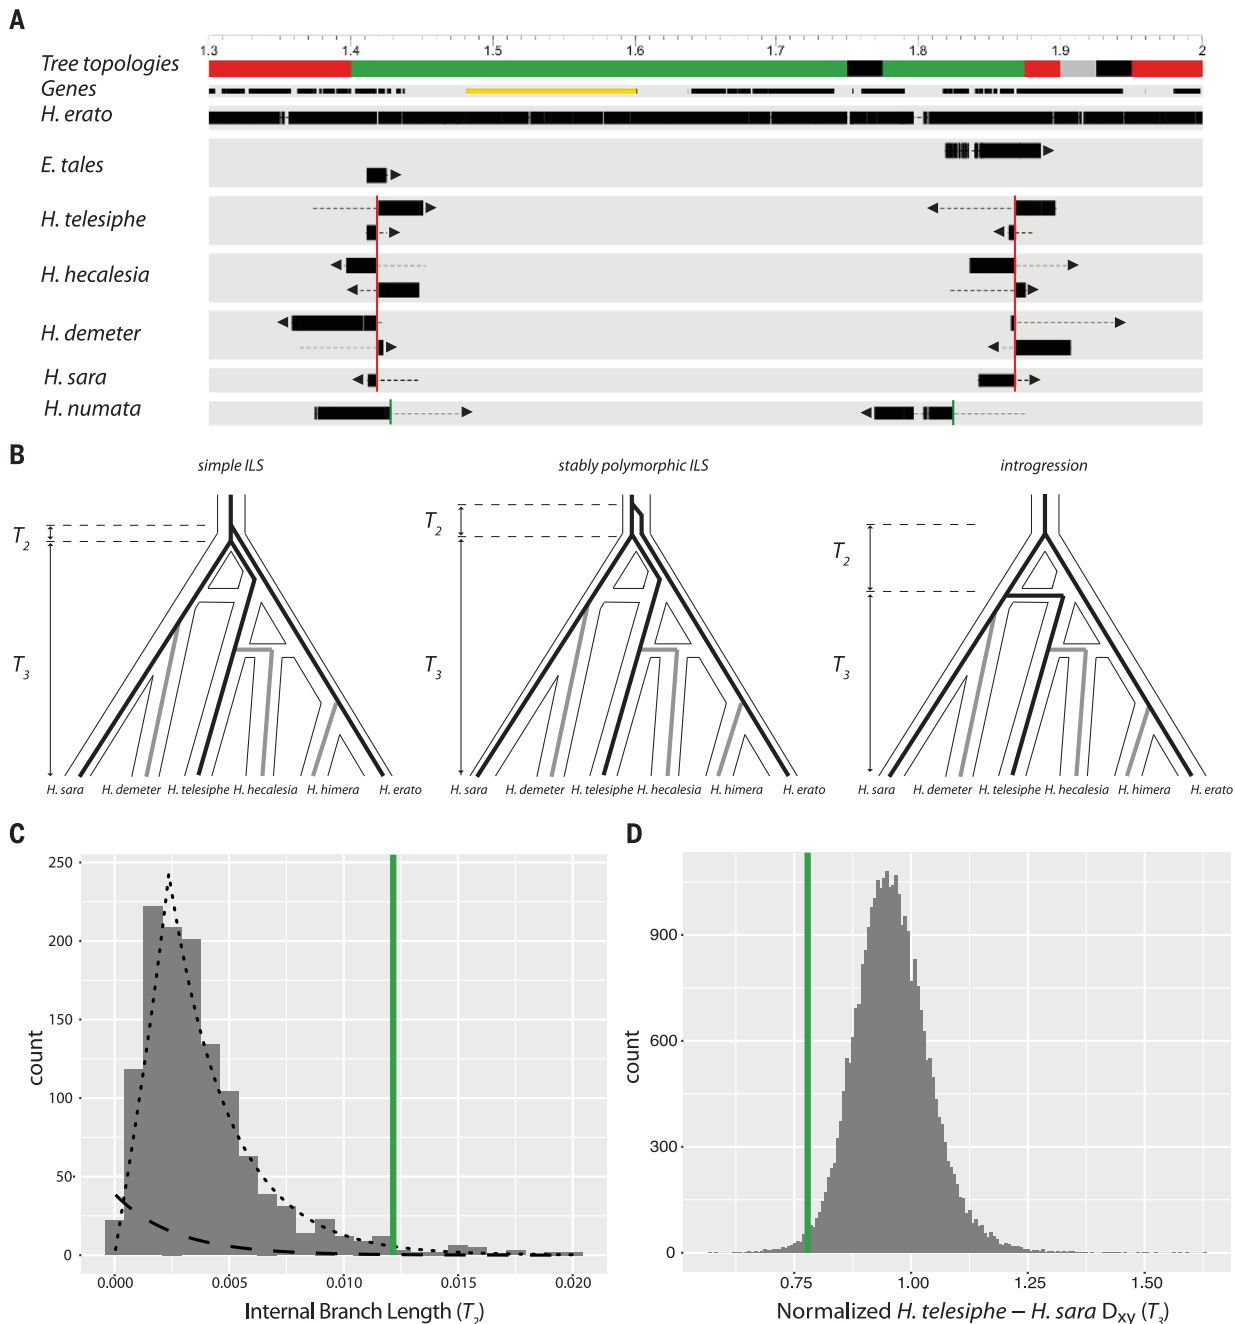 A
1.3 1.4 1.5 1.6 1.7 1.8 1.9 2
Tree topologies
Genes
H. erato
E. tales
H. telesiphe
H. hecalesia
H. demeter
H. sara
H. numata
B
simple ILS
stably polymorphic ILS
introgression
T2
T3
T2
T3
T2
T3
H. sara H. demeter H. telesiphe H. hecalesia H. himera H. erato
H. sara H. demeter H. telesiphe H. hecalesia H. himera H. erato
H. sara H. demeter H. telesiphe H. hecalesia H. himera H. erato
C
250
200
150
100
50
0
count
0.000 0.005 0.010 0.015 0.020
Internal Branch Length (T2)
D
900
600
300
0
count
0.75 1.00 1.25 1.50
Normalized H. telesiphe – H. sara DXY (T3)